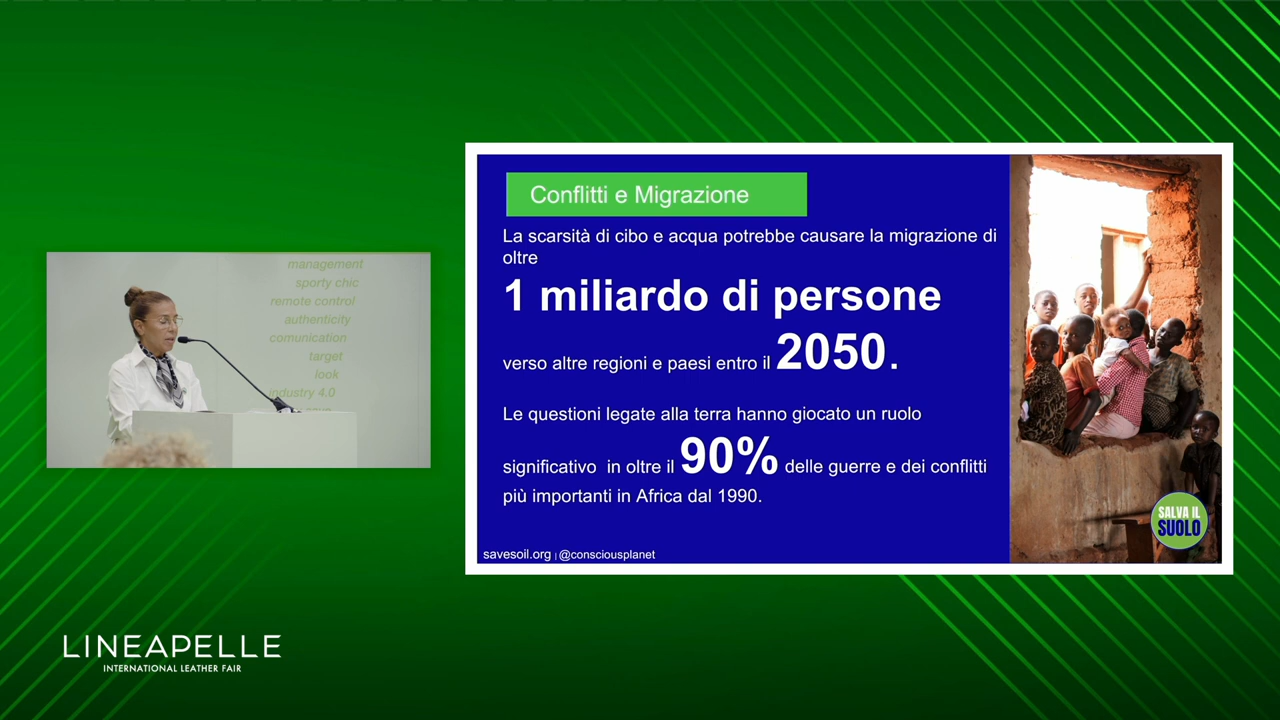 management
sporty chic
remote control
authenticity
comunication
target
look
industry 4.0
LINEAPELLE
INTERNATIONAL LEATHER FAIR
Conflitti e Migrazione
La scarsità di cibo e acqua potrebbe causare la migrazione di
oltre
1 miliardo di persone
verso altre regioni e paesi entro il 2050.
Le questioni legate alla terra hanno giocato un ruolo
significativo in oltre il 90% delle guerre e dei conflitti
più importanti in Africa dal 1990.
savesoil.org | @consciousplanet
SALVA IL
SUOLO